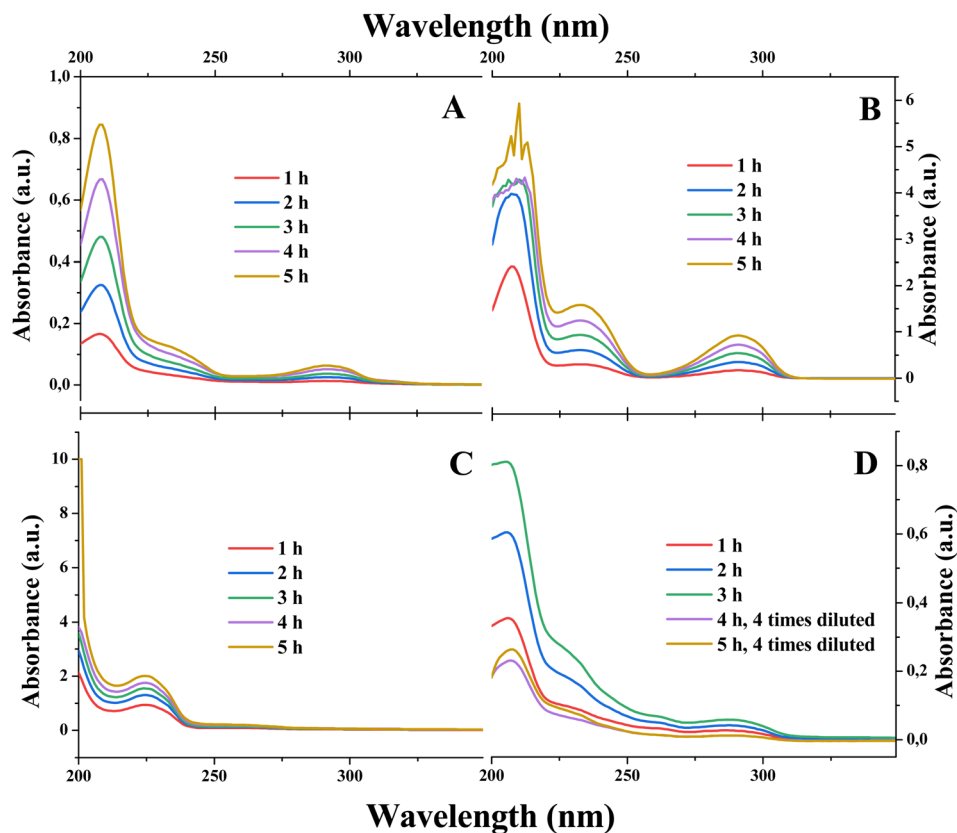 Wavelength (nm)
200 250 300 200 250 300
1,0
0,8
0,6
0,4
0,2
0,0
Absorbance (a.u.)
A
1 h
2 h
3 h
4 h
5 h
B
1 h
2 h
3 h
4 h
5 h
6
5
4
3
2
1
0
Absorbance (a.u.)
10
8
6
4
2
0
Absorbance (a.u.)
C
1 h
2 h
3 h
4 h
5 h
D
1 h
2 h
3 h
4 h, 4 times diluted
5 h, 4 times diluted
0,8
0,6
0,4
0,2
0,0
Absorbance (a.u.)
200 250 300 200 250 300
Wavelength (nm)